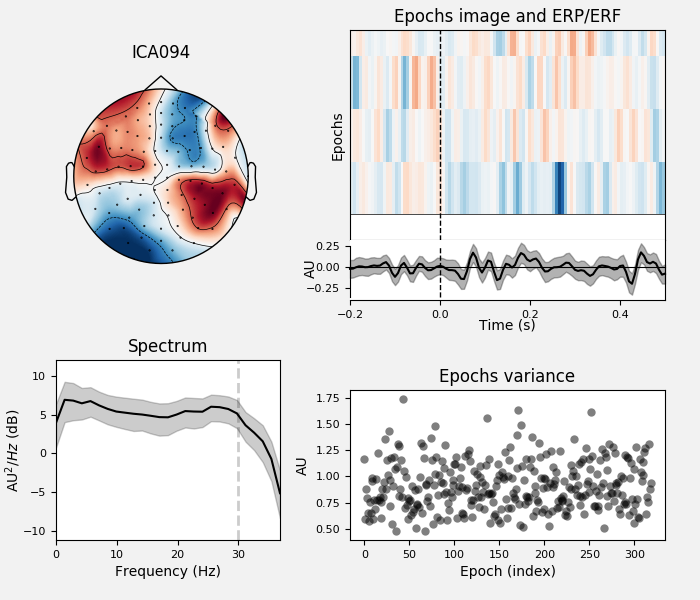 ICA094
Epochs image and ERP/ERF
Epochs
0.25
0.00
−0.25
AU
−0.2
0.0
0.2
0.4
Time (s)
Spectrum
10
5
0
−5
−10
AU²/Hz (dB)
0
10
20
30
Frequency (Hz)
Epochs variance
1.75
1.50
1.25
1.00
0.75
0.50
AU
0
50
100
150
200
250
300
Epoch (index)